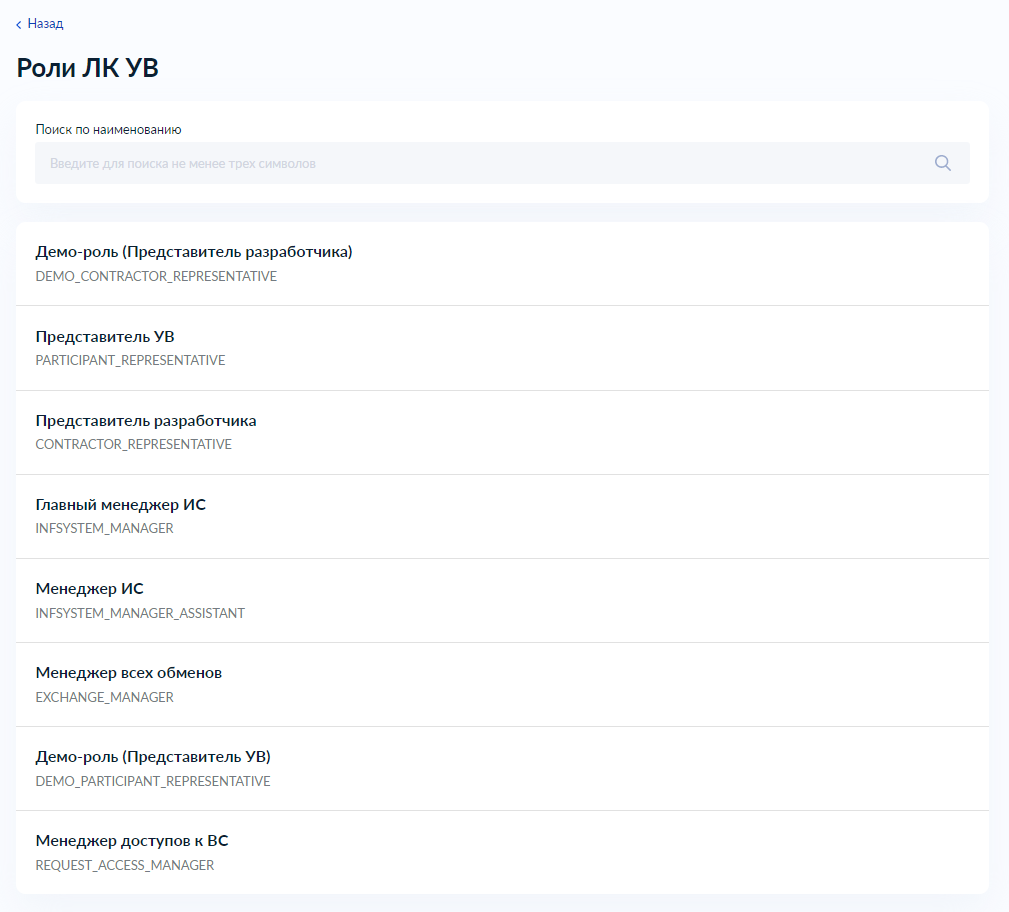 Назад
Роли ЛК УВ
Поиск по наименованию
Введите для поиска не менее трех символов
Демо-роль (Представитель разработчика)
DEMO_CONTRACTOR_REPRESENTATIVE
Представитель УВ
PARTICIPANT_REPRESENTATIVE
Представитель разработчика
CONTRACTOR_REPRESENTATIVE
Главный менеджер ИС
INFSYSTEM_MANAGER
Менеджер ИС
INFSYSTEM_MANAGER_ASSISTANT
Менеджер всех обменов
EXCHANGE_MANAGER
Демо-роль (Представитель УВ)
DEMO_PARTICIPANT_REPRESENTATIVE
Менеджер доступов к ВС
REQUEST_ACCESS_MANAGER